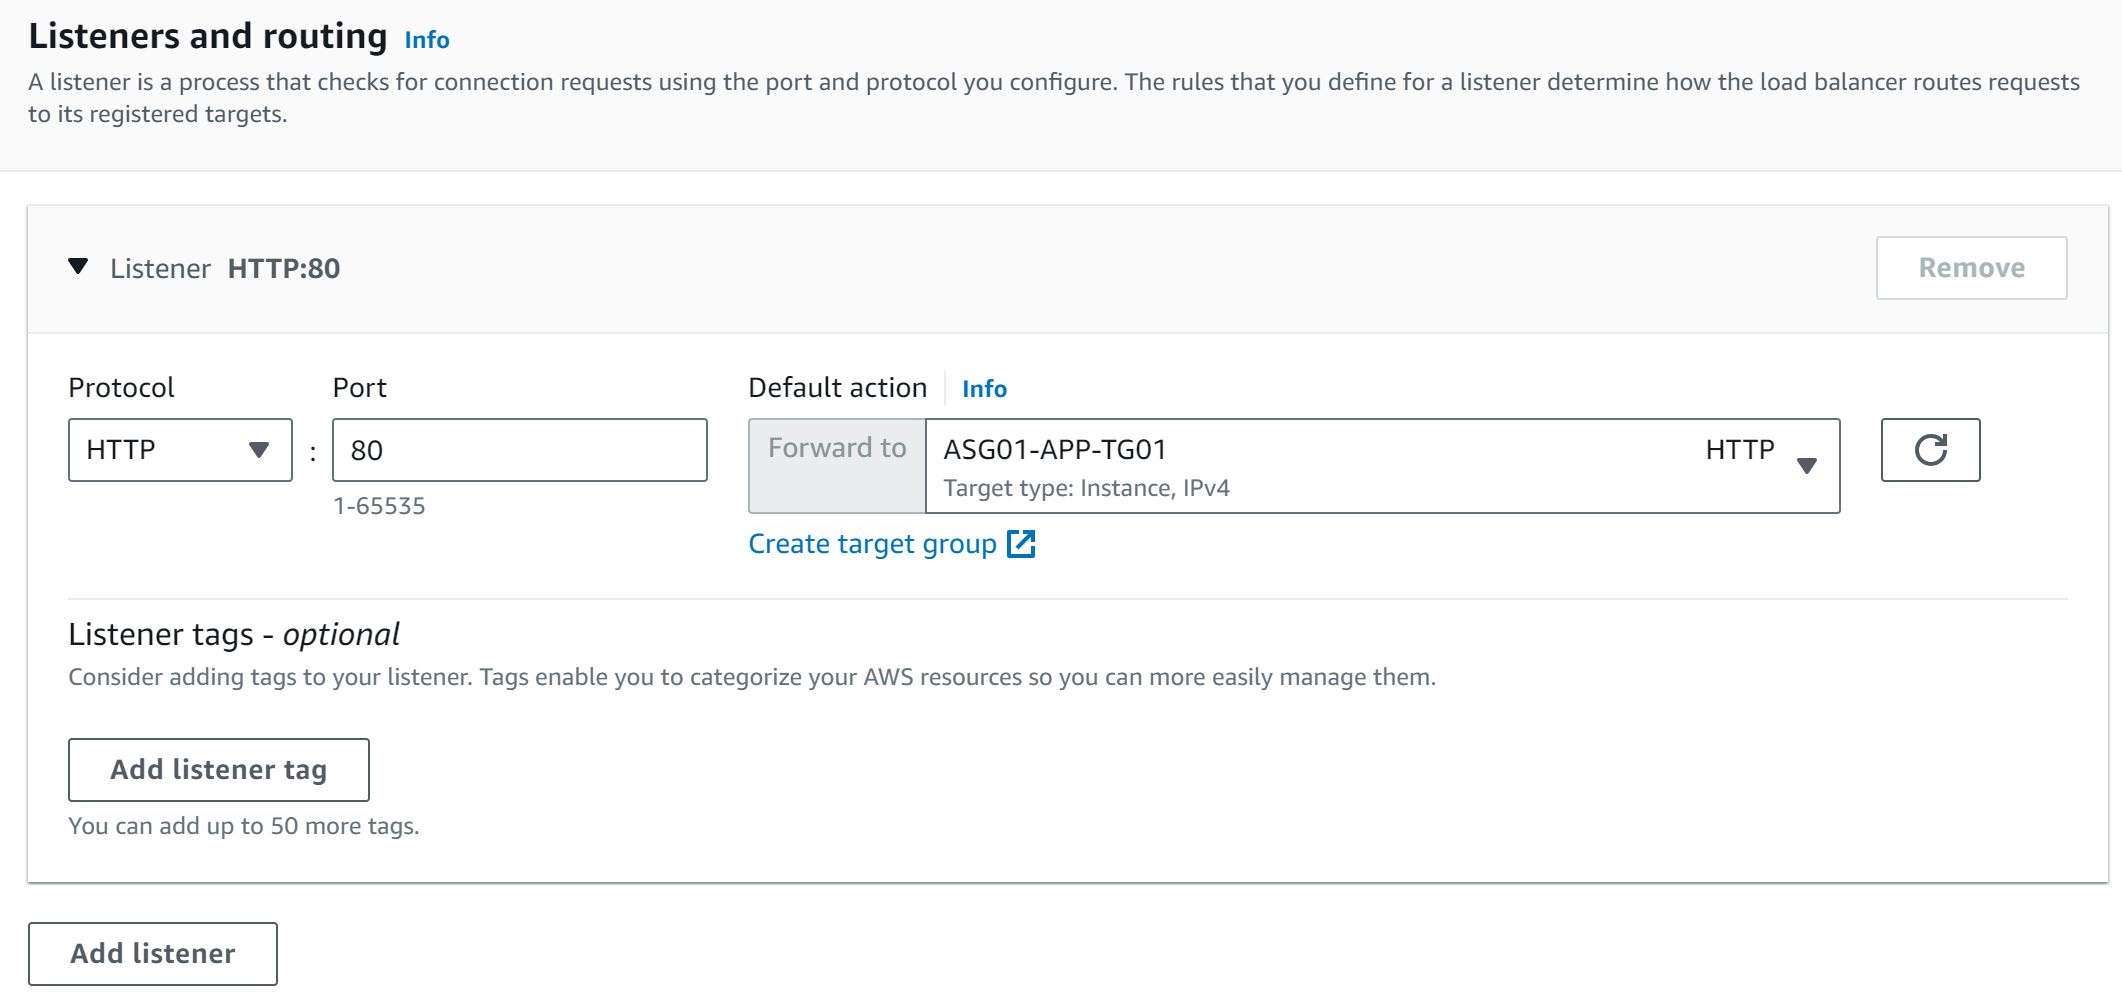 Listeners and routing Info
A listener is a process that checks for connection requests using the port and protocol you configure. The rules that you define for a listener determine how the load balancer routes requests
to its registered targets.
Listener HTTP:80
Remove
Protocol Port Default action Info
HTTP : 80 Forward to ASG01-APP-TG01 HTTP
Target type: Instance, IPv4
1-65535
Create target group
Listener tags - optional
Consider adding tags to your listener. Tags enable you to categorize your AWS resources so you can more easily manage them.
Add listener tag
You can add up to 50 more tags.
Add listener